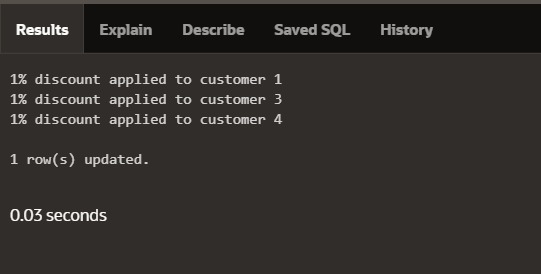 Results Explain Describe Saved SQL History
1% discount applied to customer 1
1% discount applied to customer 3
1% discount applied to customer 4
1 row(s) updated.
0.03 seconds